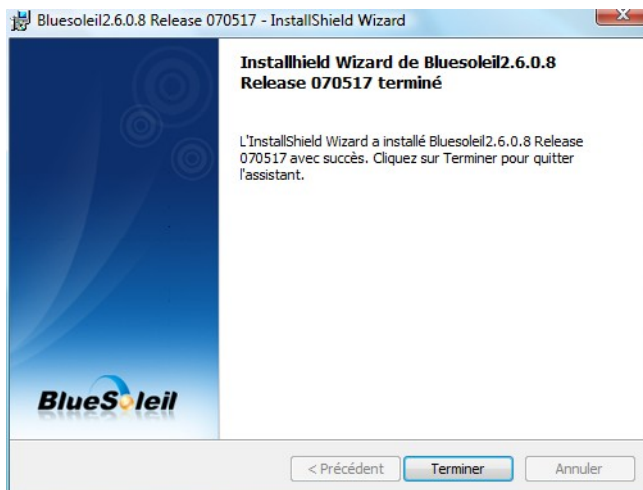 Bluesoleil2.6.0.8 Release 070517 - InstallShield Wizard
Installhield Wizard de Bluesoleil2.6.0.8
Release 070517 terminé
L'InstallShield Wizard a installé Bluesoleil2.6.0.8 Release
070517 avec succès. Cliquez sur Terminer pour quitter
l'assistant.
BlueSoleil
< Précédent Terminer Annuler